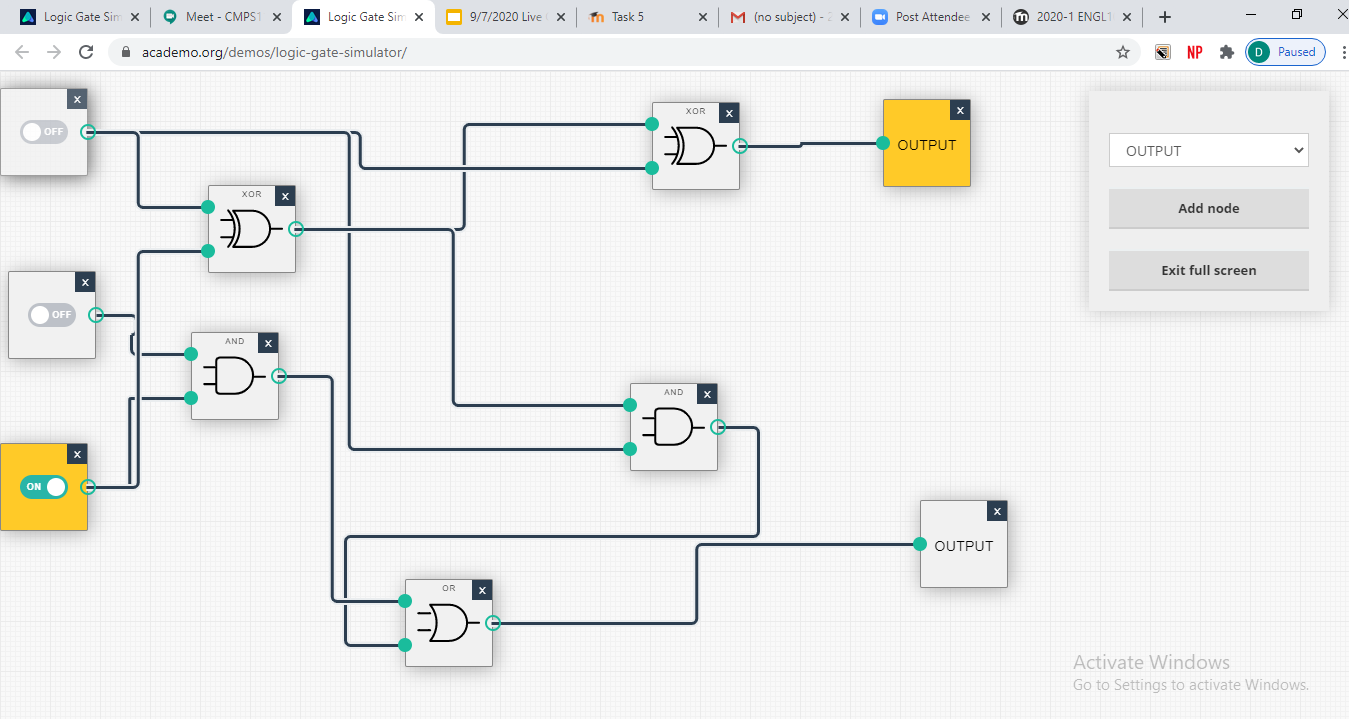 Logic Gate Sim
Meet - CMPS1
Logic Gate Sim
9/7/2020 Live
Task 5
(no subject) - 2
Post Attendee
2020-1 ENGL1
academo.org/demos/logic-gate-simulator/
NP
D
Paused
x
OFF
XOR
x
OUTPUT
x
OUTPUT
Add node
Exit full screen
XOR
x
x
OFF
AND
x
AND
x
x
ON
x
OUTPUT
OR
x
Activate Windows
Go to Settings to activate Windows.